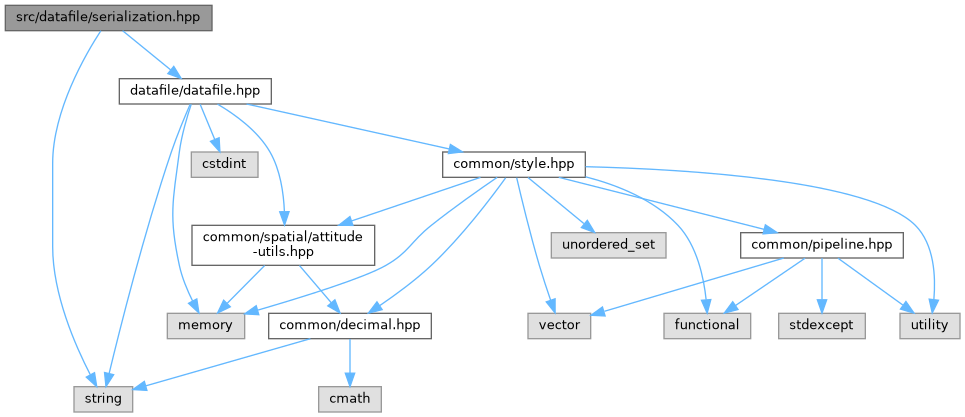 src/datafile/serialization.hpp
datafile/datafile.hpp
cstdint
common/style.hpp
common/spatial/attitude
-utils.hpp
unordered_set
common/pipeline.hpp
memory
common/decimal.hpp
vector
functional
stdexcept
utility
string
cmath